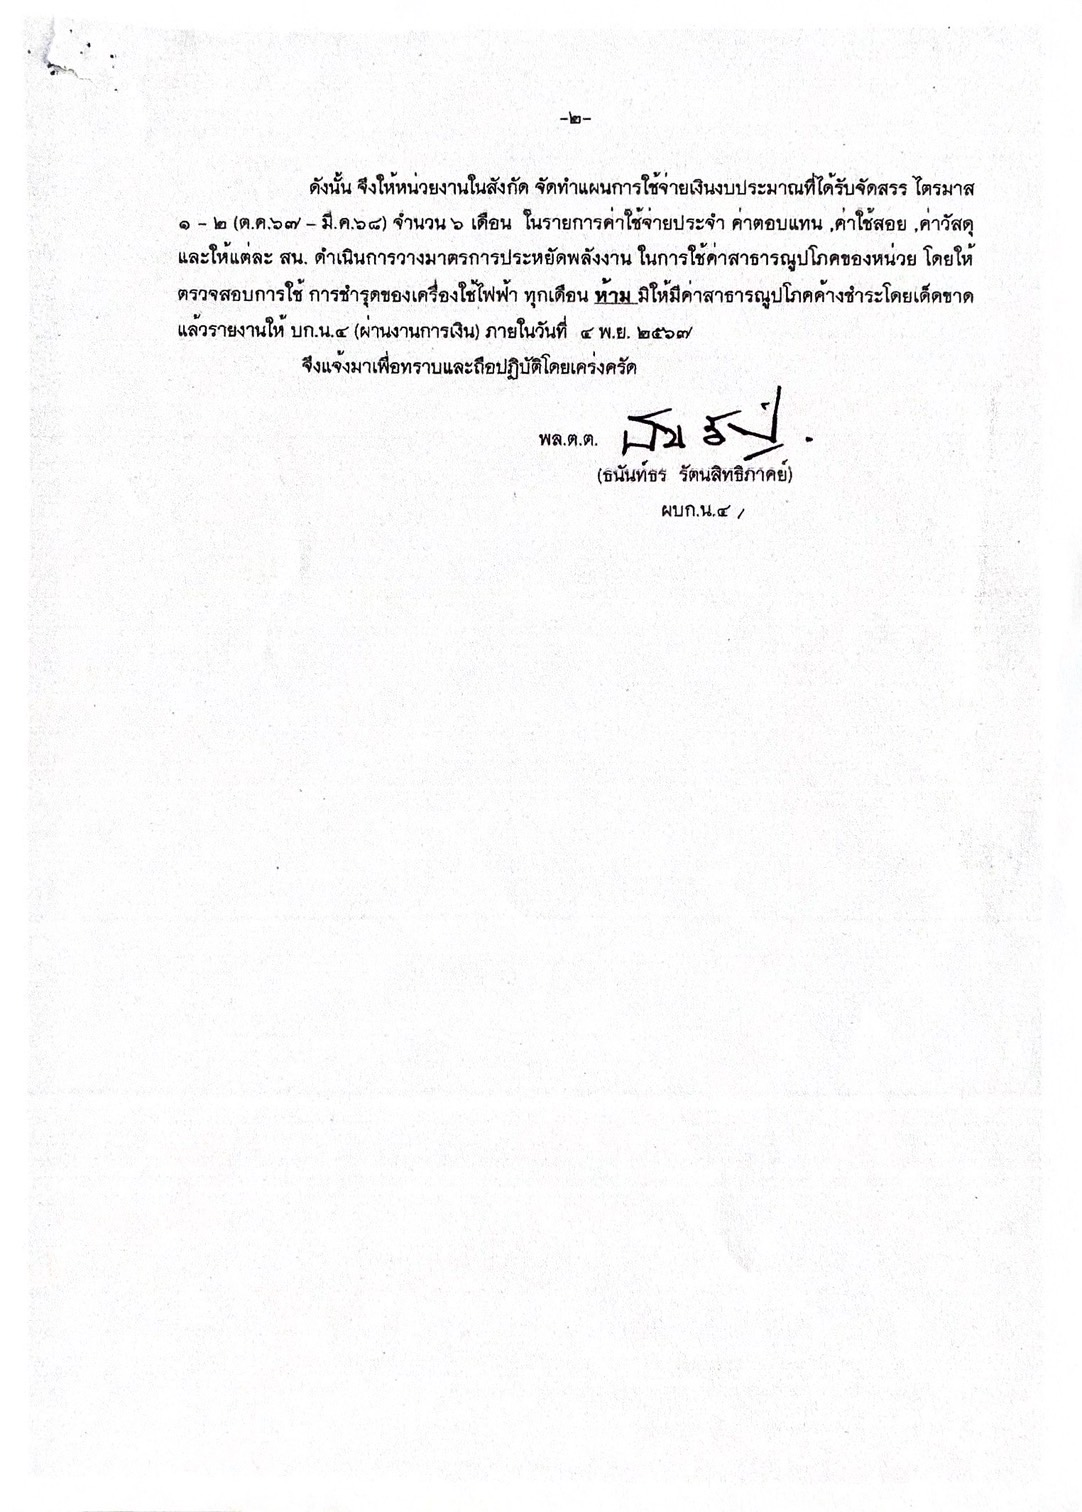 -๒-
ดังนั้น จึงให้หน่วยงานในสังกัด จัดทำแผนการใช้จ่ายเงินงบประมาณที่ได้รับจัดสรร ไตรมาส
๑ - ๒ (ต.ค.๖๗ – มี.ค.๖๘) จำนวน ๖ เดือน ในรายการค่าใช้จ่ายประจำ ค่าตอบแทน ,ค่าใช้สอย ,ค่าวัสดุ
และให้แต่ละ สน. ดำเนินการวางมาตรการประหยัดพลังงาน ในการใช้ค่าสาธารณูปโภคของหน่วย โดยให้
ตรวจสอบการใช้ การชำรุดของเครื่องใช้ไฟฟ้า ทุกเดือน ห้าม มิให้มีค่าสาธารณูปโภคค้างชำระโดยเด็ดขาด
แล้วรายงานให้ บก.น.๔ (ผ่านงานการเงิน) ภายในวันที่ ๔ พ.ย. ๒๕๖๗
จึงแจ้งมาเพื่อทราบและถือปฏิบัติโดยเคร่งครัด
พล.ต.ต.
(ธนันท์ธร รัตนสิทธิภาคย์)
ผบก.น.๔